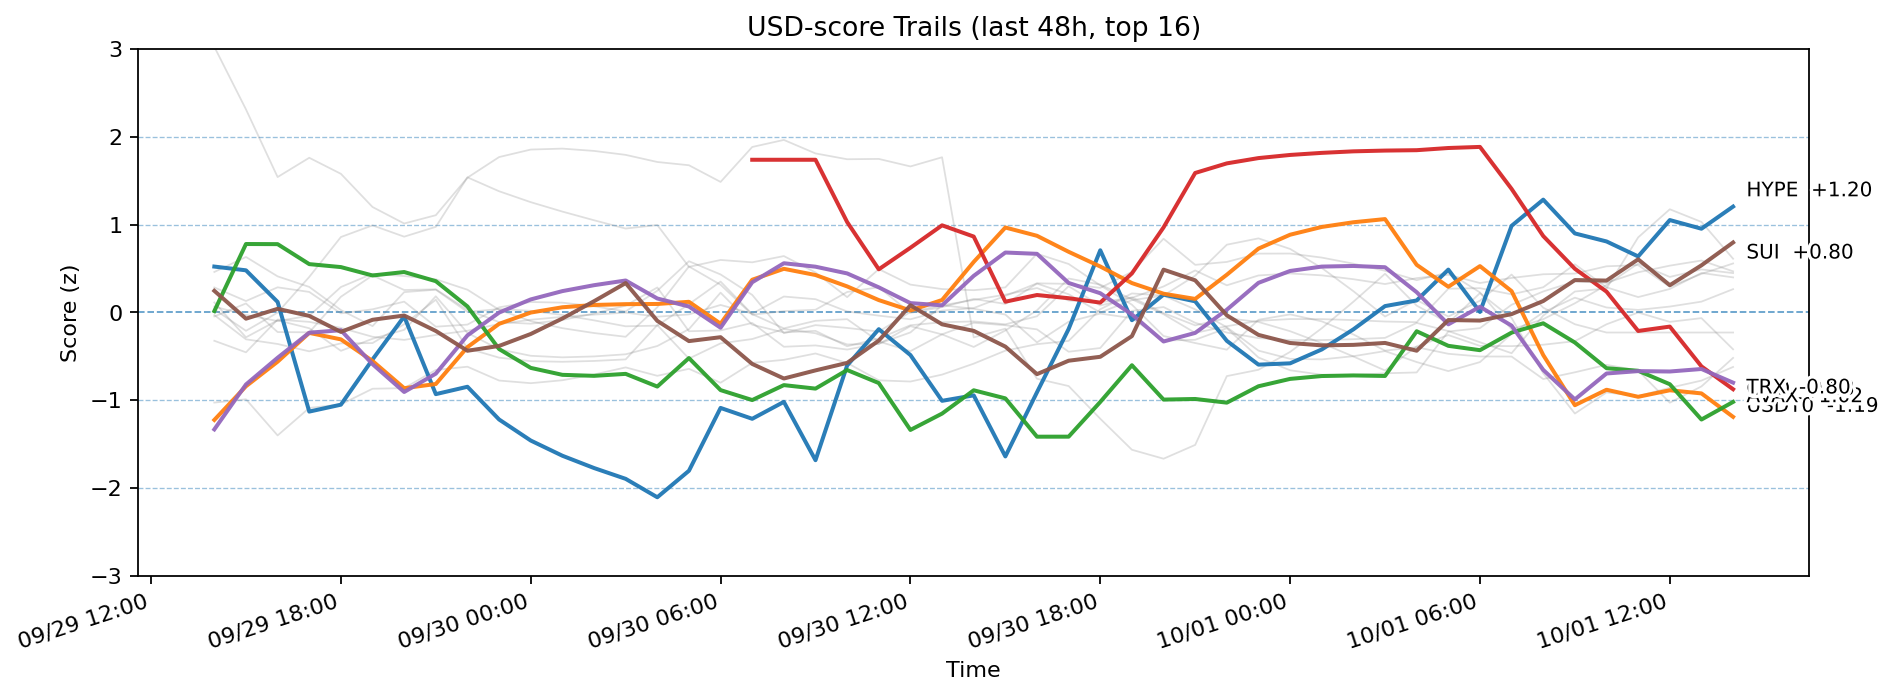 USD-score Trails (last 48h, top 16)
Score (z)
3
2
1
0
−1
−2
−3
HYPE +1.20
SUI +0.80
TRX -0.80
USDT0 -1.19
09/29 12:00
09/29 18:00
09/30 00:00
09/30 06:00
09/30 12:00
09/30 18:00
10/01 00:00
10/01 06:00
10/01 12:00
Time